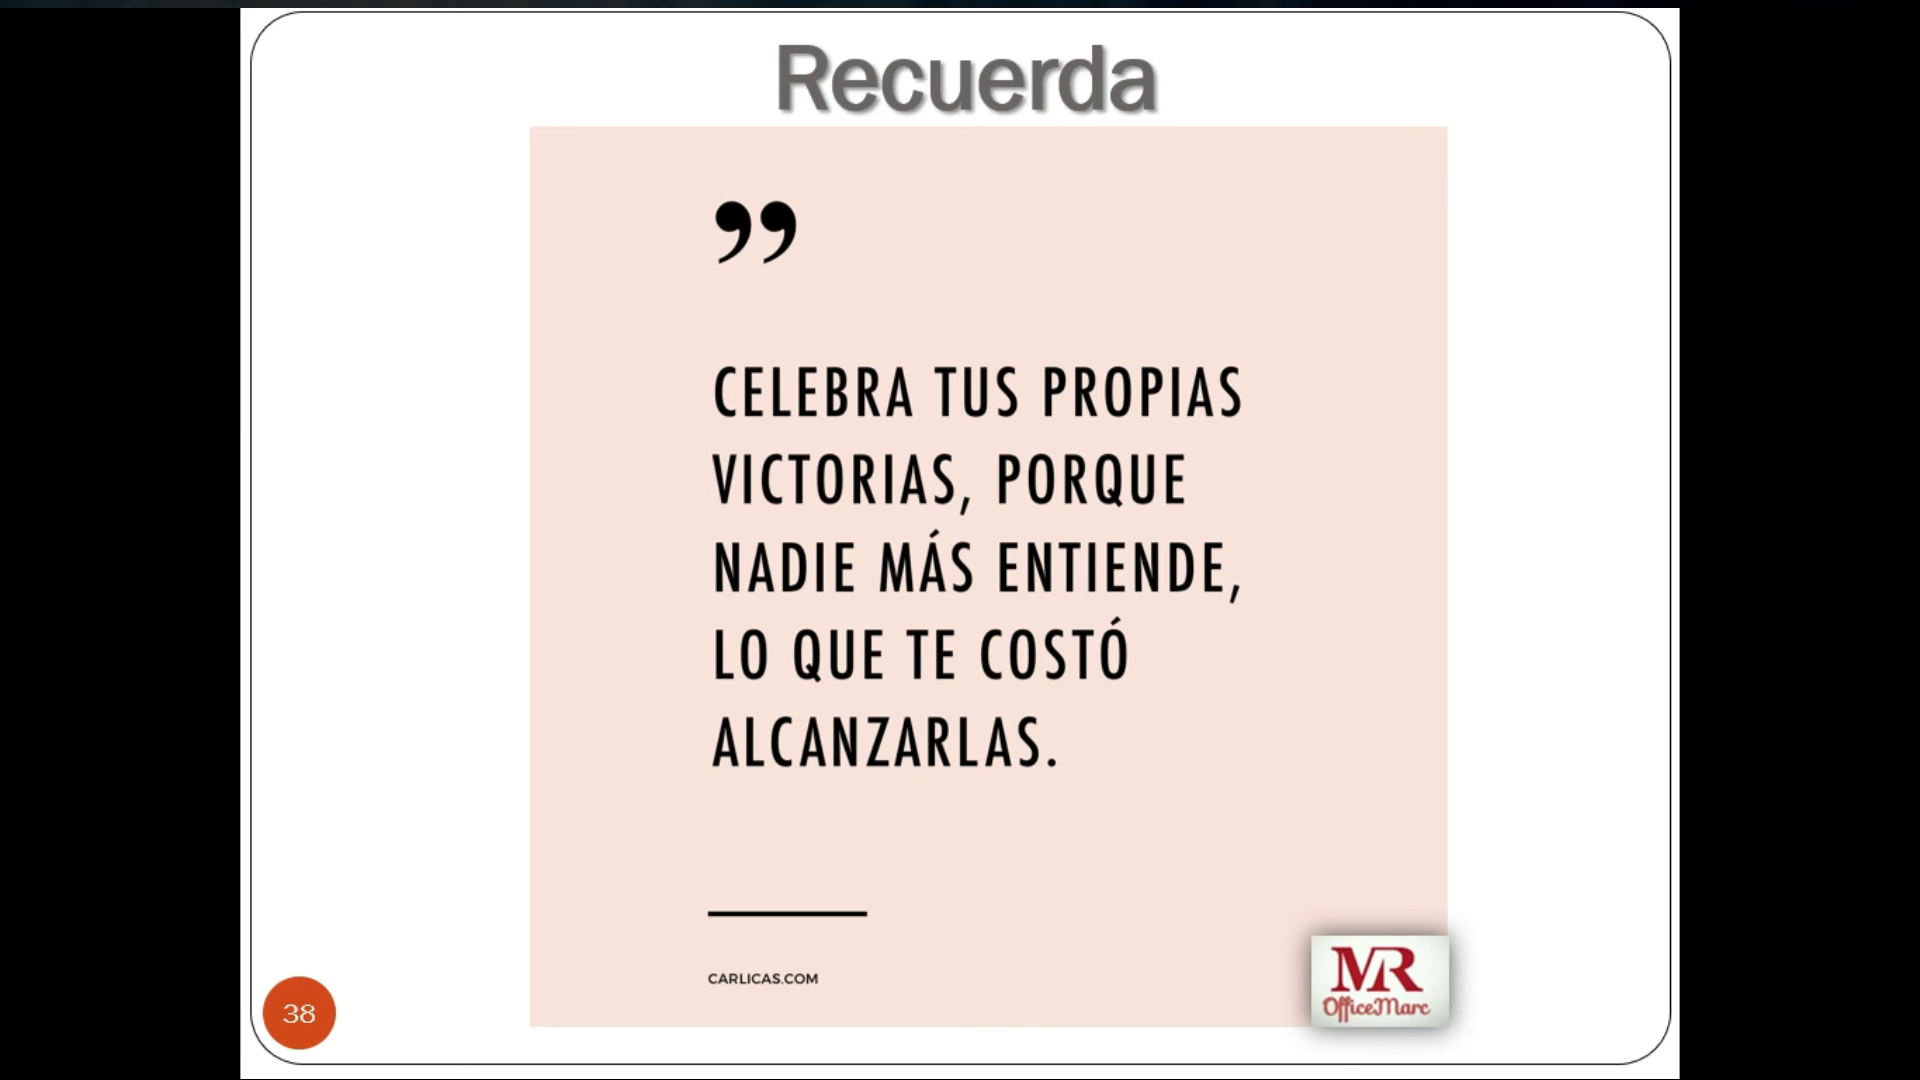 Recuerda
”
CELEBRA TUS PROPIAS
VICTORIAS, PORQUE
NADIE MÁS ENTIENDE,
LO QUE TE COSTÓ
ALCANZARLAS.
CARLICAS.COM
MR
OfficeMarc
38